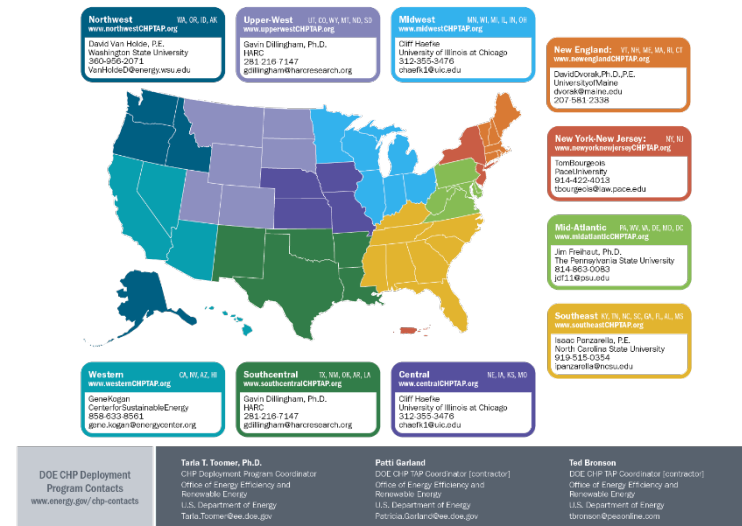 Northwest WA, OR, ID, AK
www.northwestCHPTAP.org
David Van Holde, P.E.
Washington State University
360-956-2071
VanHoldeD@energy.wsu.edu
Upper-West UT, CO, WY, MT, ND, SD
www.upperwestCHPTAP.org
Gavin Dillingham, Ph.D.
HARC
281-216-7147
gdillingham@harcresearch.org
Midwest MN, WI, MI, IL, IN, OH
www.midwestCHPTAP.org
Cliff Haefke
University of Illinois at Chicago
312-355-3476
chaefk1@uic.edu
New England: VT, NH, ME, MA, RI, CT
www.newenglandCHPTAP.org
DavidDvorak,Ph.D.,P.E.
UniversityofMaine
dvorak@maine.edu
207-581-2338
New York-New Jersey: NY, NJ
www.newyorknewjerseyCHPTAP.org
TomBourgeois
PaceUniversity
914-422-4013
tbourgeois@law.pace.edu
Mid-Atlantic PA, WV, VA, DE, MD, DC
www.midatlanticCHPTAP.org
Jim Freihaut, Ph.D.
The Pennsylvania State University
814-863-0083
jdf11@psu.edu
Southeast KY, TN, NC, SC, GA, FL, AL, MS
www.southeastCHPTAP.org
Isaac Panzarella, P.E.
North Carolina State University
919-515-0354
ipanzarella@ncsu.edu
Western CA, NV, AZ, HI
www.westernCHPTAP.org
GeneKogan
CenterforSustainableEnergy
858-633-8561
gene.kogan@energycenter.org
Southcentral TX, NM, OK, AR, LA
www.southcentralCHPTAP.org
Gavin Dillingham, Ph.D.
HARC
281-216-7147
gdillingham@harcresearch.org
Central NE, IA, KS, MO
www.centralCHPTAP.org
Cliff Haefke
University of Illinois at Chicago
312-355-3476
chaefk1@uic.edu
DOE CHP Deployment
Program Contacts
www.energy.gov/chp-contacts
Tarla T. Toomer, Ph.D.
CHP Deployment Program Coordinator
Office of Energy Efficiency and
Renewable Energy
U.S. Department of Energy
Tarla.Toomer@ee.doe.gov
Patti Garland
DOE CHP TAP Coordinator [contractor]
Office of Energy Efficiency and
Renewable Energy
U.S. Department of Energy
Patricia.Garland@ee.doe.gov
Ted Bronson
DOE CHP TAP Coordinator [contractor]
Office of Energy Efficiency and
Renewable Energy
U.S. Department of Energy
tbronson@peaonline.com